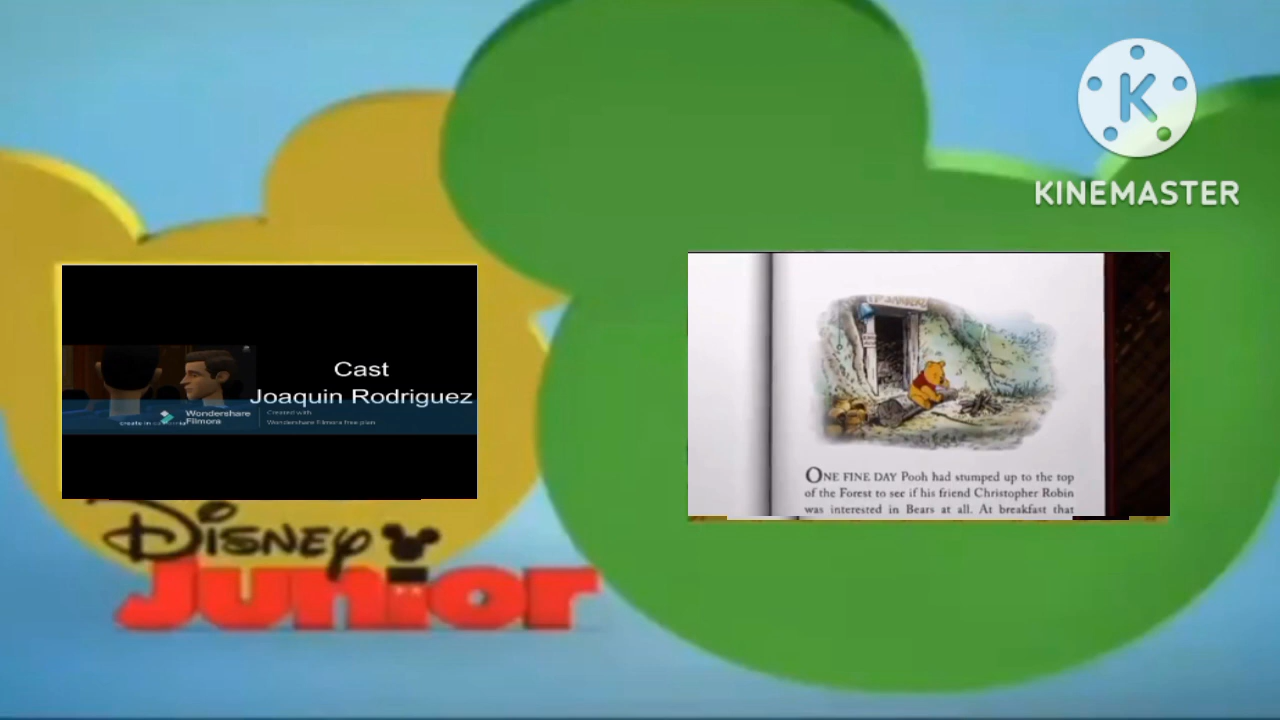 KINEMASTER
Cast
Joaquin Rodriguez
Wondershare
Filmora
Created with
Wondershare Filmora free plan
ONE FINE DAY Pooh had stumped up to the top
of the Forest to see if his friend Christopher Robin
was interested in Bears at all. At breakfast that
DISNEY
JUNIOR